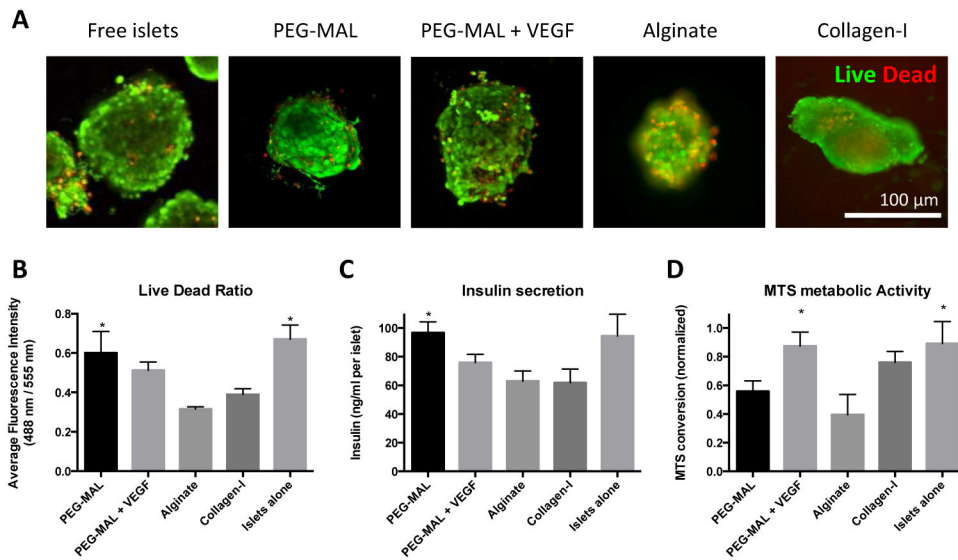 A
Free islets
PEG-MAL
PEG-MAL + VEGF
Alginate
Collagen-I
Live Dead
100 µm
B
Live Dead Ratio
Average Fluorescence Intensity
(488 nm / 555 nm)
0.8
0.6
0.4
0.2
0.0
*
*
PEG-MAL
PEG-MAL + VEGF
Alginate
Collagen-I
Islets alone
C
Insulin secretion
Insulin (ng/ml per islet)
100
80
60
40
20
0
*
PEG-MAL
PEG-MAL + VEGF
Alginate
Collagen-I
Islets alone
D
MTS metabolic Activity
MTS conversion (normalized)
1.0
0.8
0.6
0.4
0.2
0.0
*
*
PEG-MAL
PEG-MAL + VEGF
Alginate
Collagen-I
Islets alone